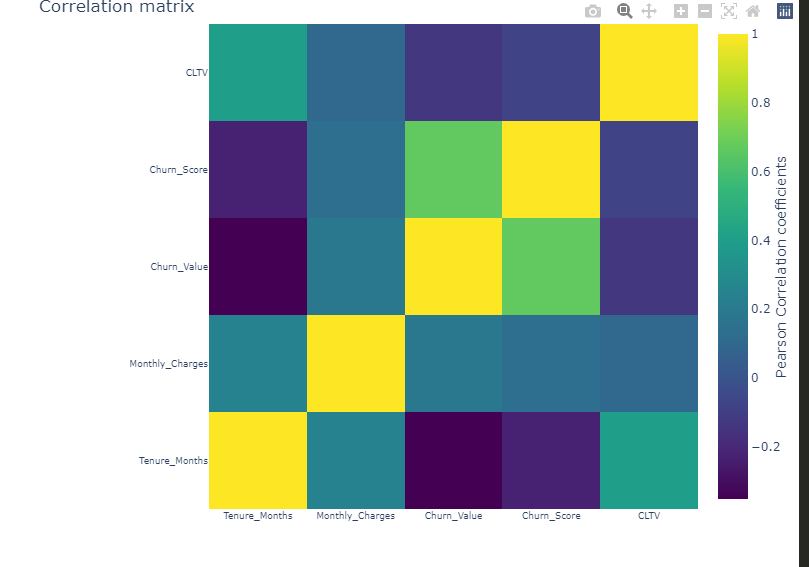 Correlation matrix
CLTV
Churn_Score
Churn_Value
Monthly_Charges
Tenure_Months
Tenure_Months
Monthly_Charges
Churn_Value
Churn_Score
CLTV
1
0.8
0.6
0.4
0.2
0
−0.2
Pearson Correlation coefficients